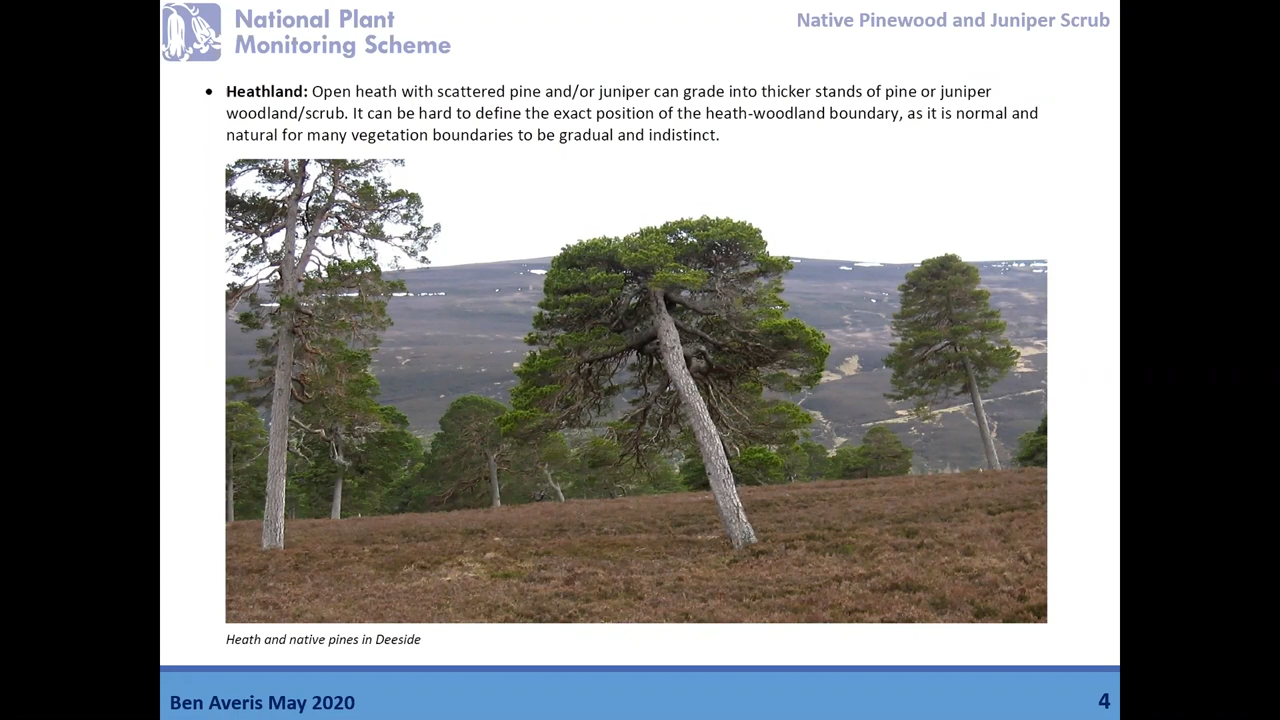 National Plant
Monitoring Scheme
Native Pinewood and Juniper Scrub
• Heathland: Open heath with scattered pine and/or juniper can grade into thicker stands of pine or juniper
woodland/scrub. It can be hard to define the exact position of the heath-woodland boundary, as it is normal and
natural for many vegetation boundaries to be gradual and indistinct.
Heath and native pines in Deeside
Ben Averis May 2020
4